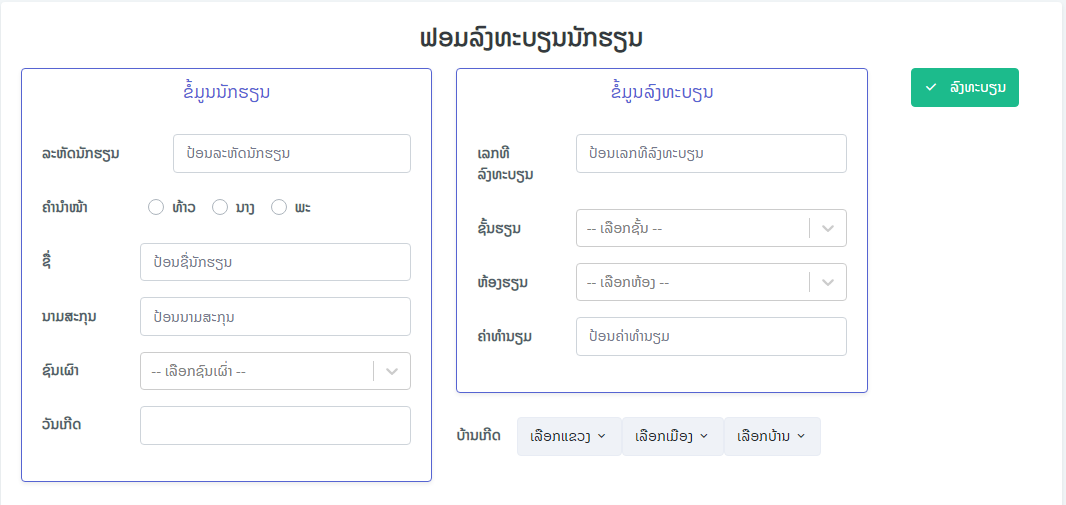 ຟອມລົງທະບຽນນັກຮຽນ
ຂໍ້ມູນນັກຮຽນ
ລະຫັດນັກຮຽນ
ປ້ອນລະຫັດນັກຮຽນ
ຄຳນຳໜ້າ
ທ້າວ
ນາງ
ພະ
ຊື່
ປ້ອນຊື່ນັກຮຽນ
ນາມສະກຸນ
ປ້ອນນາມສະກຸນ
ຊົນເຜົ່າ
-- ເລືອກຊົນເຜົ່າ --
ວັນເກີດ
ຂໍ້ມູນລົງທະບຽນ
ເລກທີ
ລົງທະບຽນ
ປ້ອນເລກທີລົງທະບຽນ
ຊັ້ນຮຽນ
-- ເລືອກຊັ້ນ --
ຫ້ອງຮຽນ
-- ເລືອກຫ້ອງ --
ຄ່າທຳນຽມ
ປ້ອນຄ່າທຳນຽມ
ບ້ານເກີດ
ເລືອກແຂວງ
ເລືອກເມືອງ
ເລືອກບ້ານ
ລົງທະບຽນ